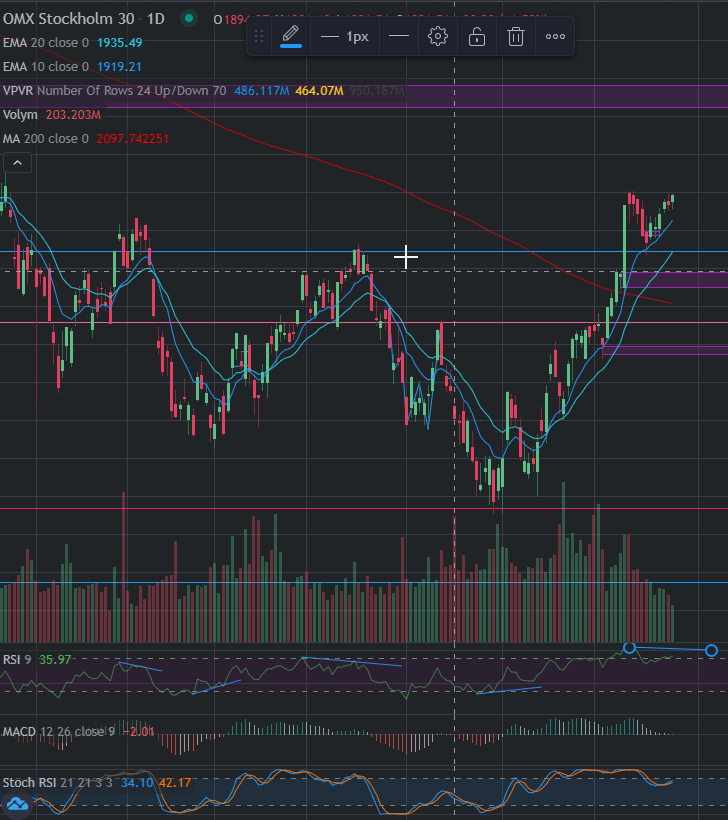 OMX Stockholm 30 · 1D O1894
1px
EMA 20 close 0 1935.49
EMA 10 close 0 1919.21
VPVR Number Of Rows 24 Up/Down 70 486.117M 464.07M 950.187M
Volym 203.203M
MA 200 close 0 2097.742251
RSI 9 35.97
MACD 12 26 close 9 −2.01
Stoch RSI 21 21 3 3 34.10 42.17